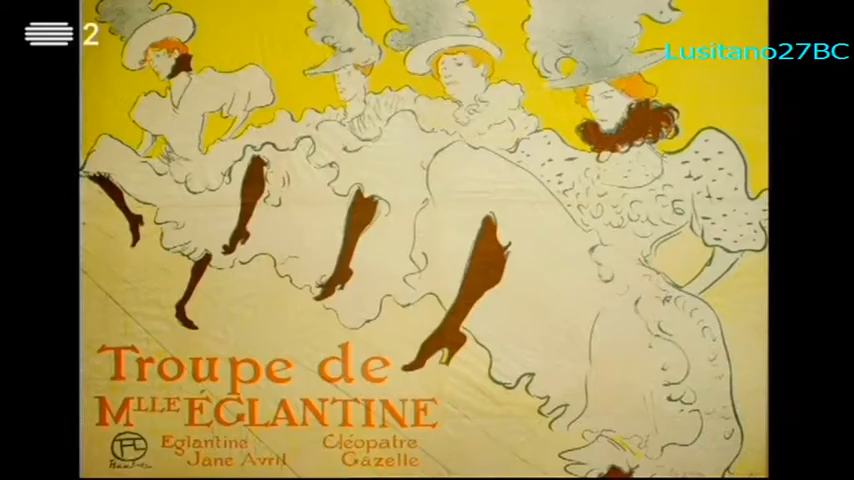 2
Lusitano27BC
Troupe de
MLLE ÉGLANTINE
Eglantine Cléopatre
Jane Avril Gazelle